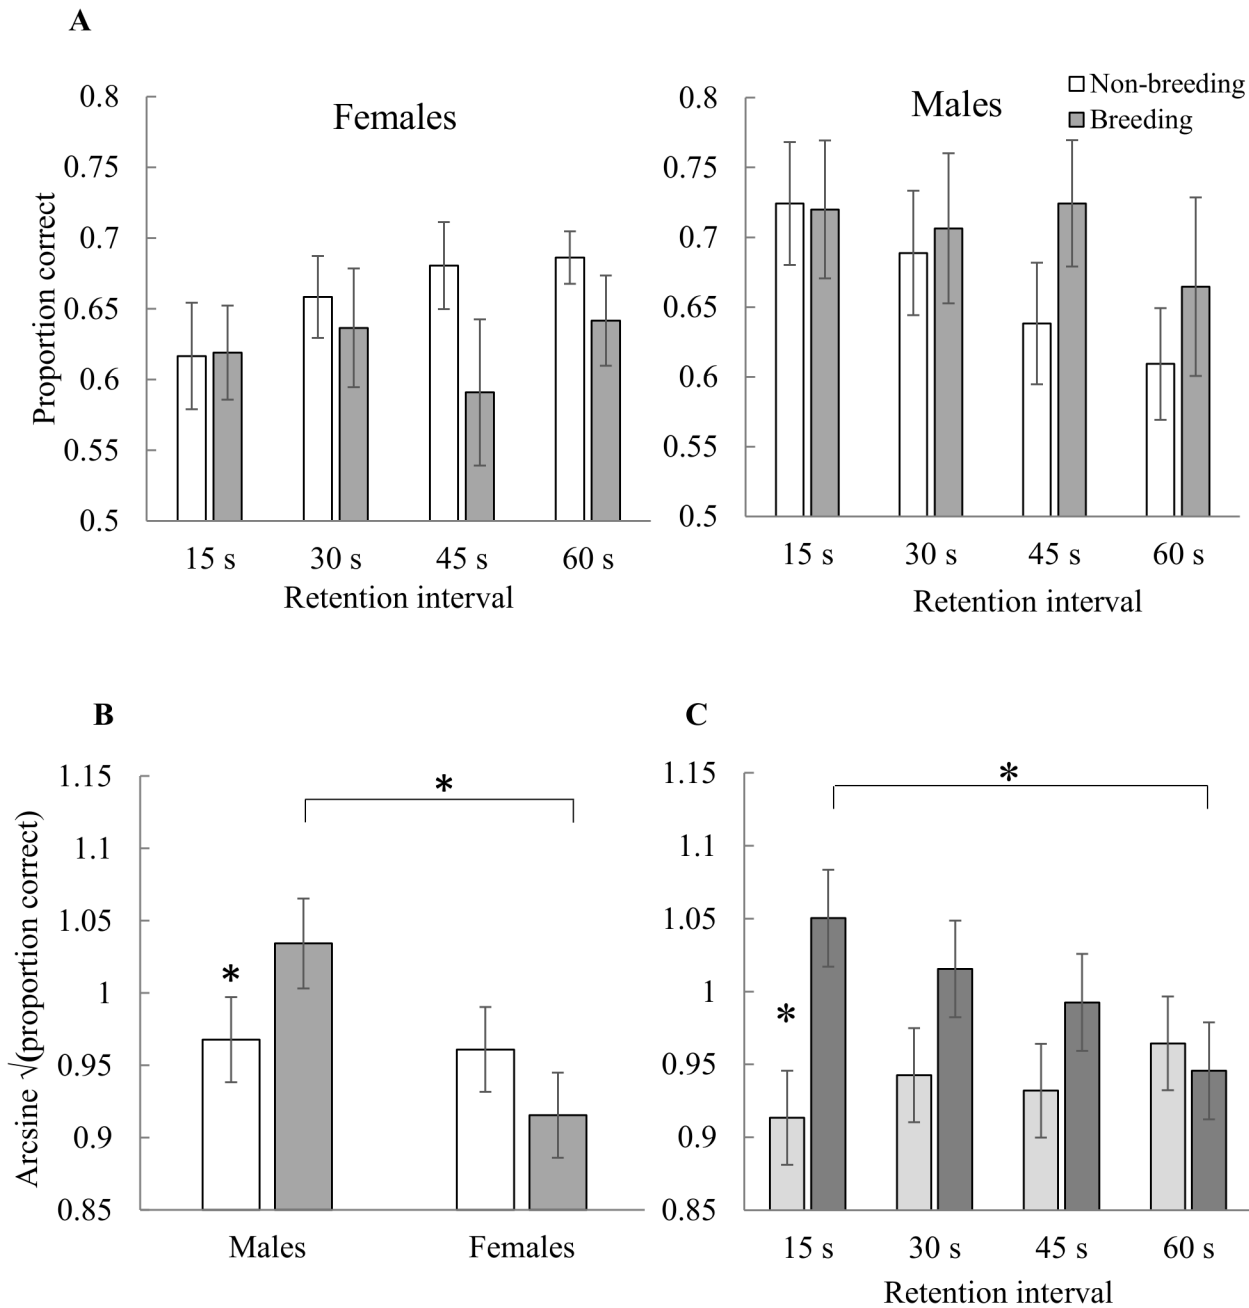 A
Females
Proportion correct
0.8
0.75
0.7
0.65
0.6
0.55
0.5
15 s 30 s 45 s 60 s
Retention interval
Males
Non-breeding
Breeding
0.8
0.75
0.7
0.65
0.6
0.55
0.5
15 s 30 s 45 s 60 s
Retention interval
B
Arcsine √(proportion correct)
1.15
1.1
1.05
1
0.95
0.9
0.85
*
*
Males Females
C
1.15
1.1
1.05
1
0.95
0.9
0.85
*
*
15 s 30 s 45 s 60 s
Retention interval